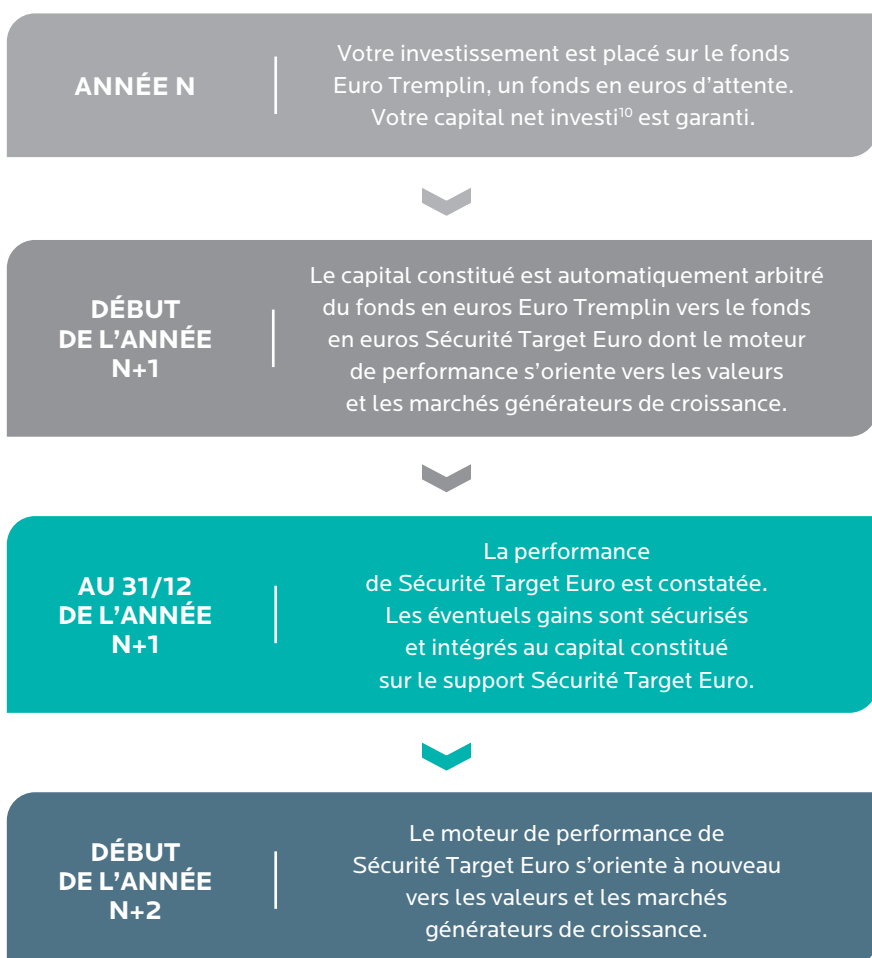 ANNÉE N
Votre investissement est placé sur le fonds
Euro Tremplin, un fonds en euros d’attente.
Votre capital net investi¹⁰ est garanti.
DÉBUT
DE L’ANNÉE
N+1
Le capital constitué est automatiquement arbitré
du fonds en euros Euro Tremplin vers le fonds
en euros Sécurité Target Euro dont le moteur
de performance s’oriente vers les valeurs
et les marchés générateurs de croissance.
AU 31/12
DE L’ANNÉE
N+1
La performance
de Sécurité Target Euro est constatée.
Les éventuels gains sont sécurisés
et intégrés au capital constitué
sur le support Sécurité Target Euro.
DÉBUT
DE L’ANNÉE
N+2
Le moteur de performance de
Sécurité Target Euro s’oriente à nouveau
vers les valeurs et les marchés
générateurs de croissance.